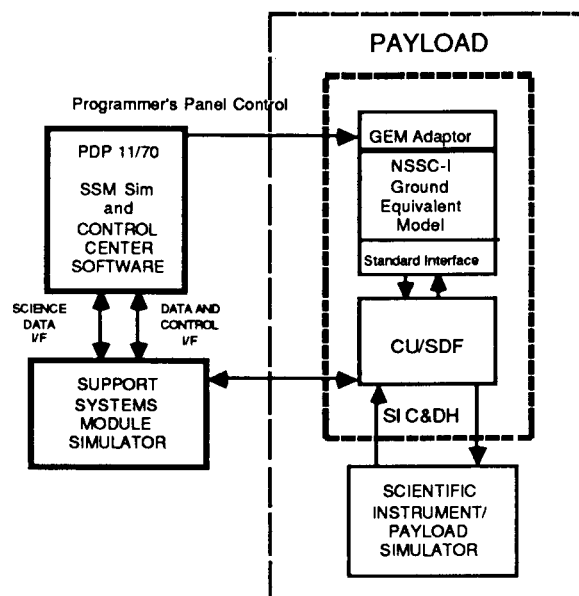 PAYLOAD
Programmer's Panel Control
PDP 11/70
SSM Sim
and
CONTROL
CENTER
SOFTWARE
GEM Adaptor
NSSC-I
Ground
Equivalent
Model
Standard Interface
SCIENCE
DATA
I/F
DATA AND
CONTROL
I/F
CU/SDF
SUPPORT
SYSTEMS
MODULE
SIMULATOR
SI C&DH
SCIENTIFIC
INSTRUMENT/
PAYLOAD
SIMULATOR